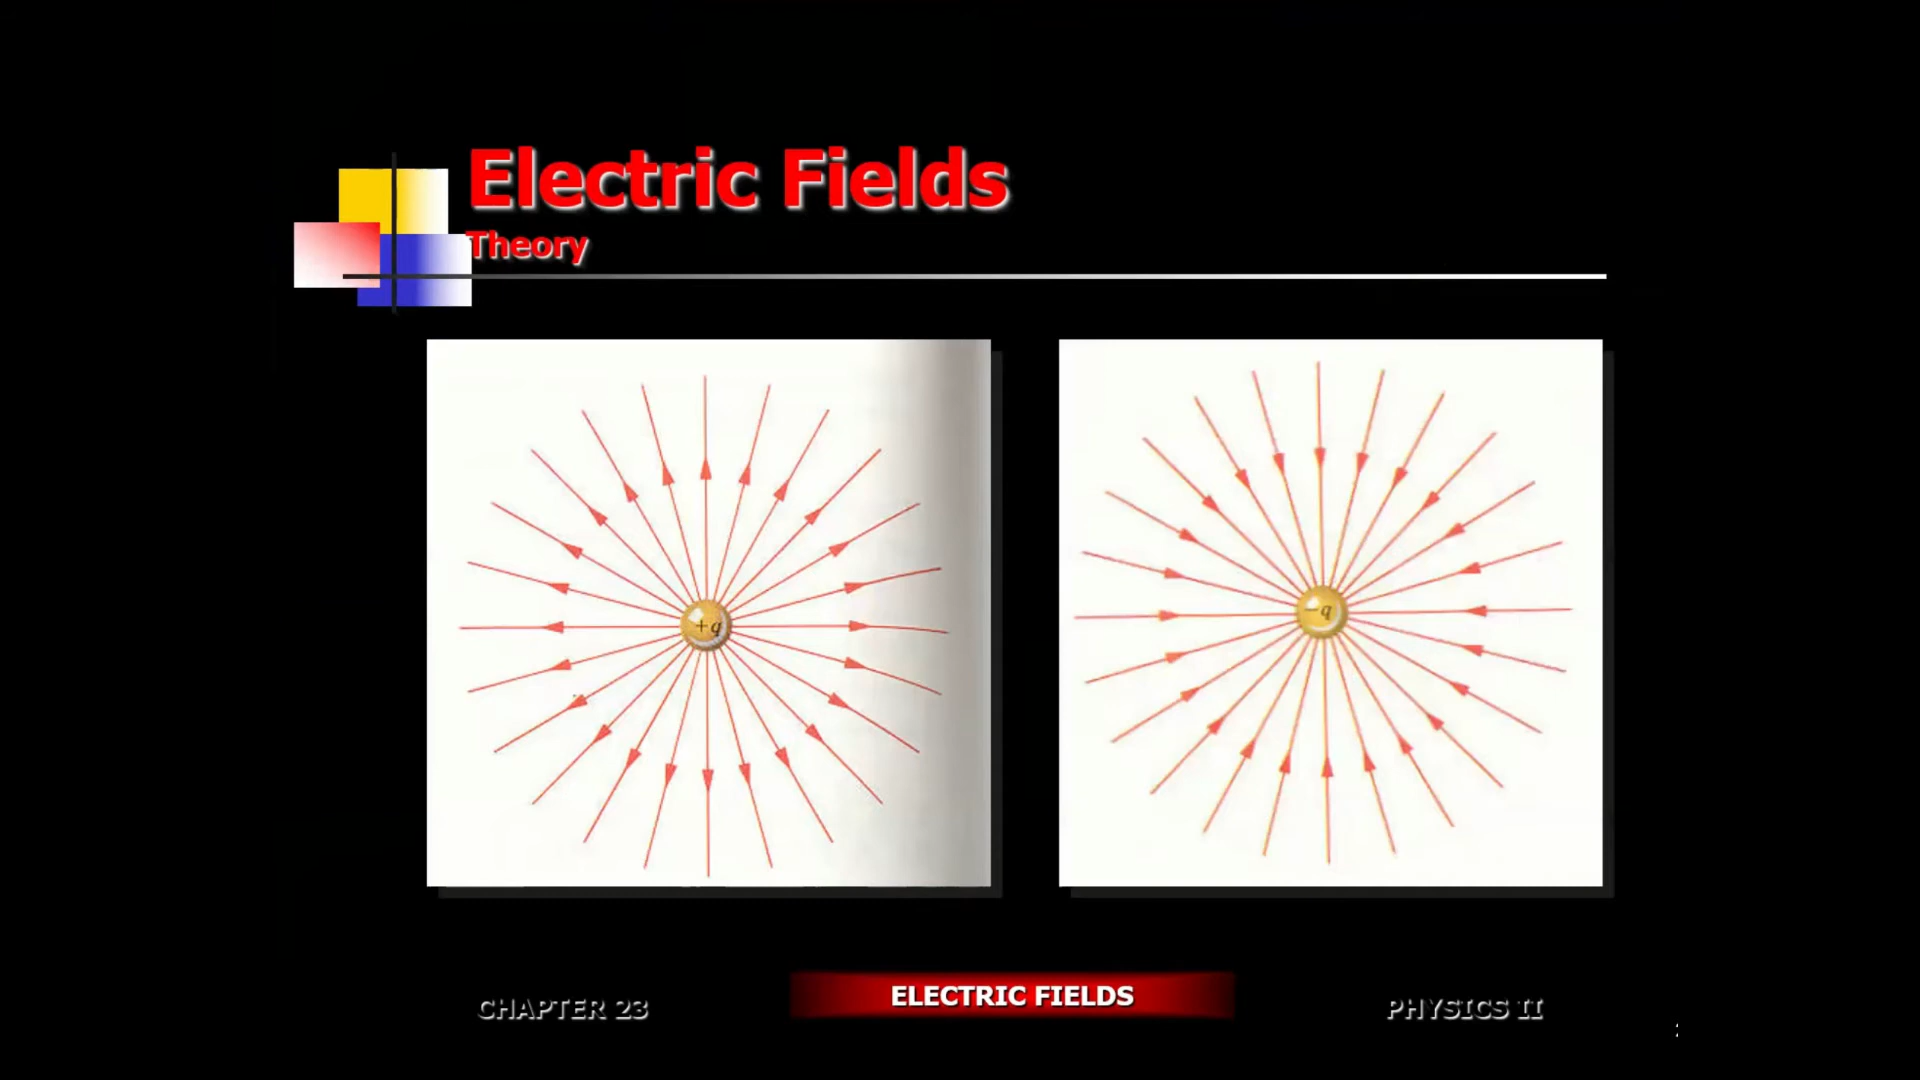 Electric Fields
Theory
+q
−q
CHAPTER 23
ELECTRIC FIELDS
PHYSICS II